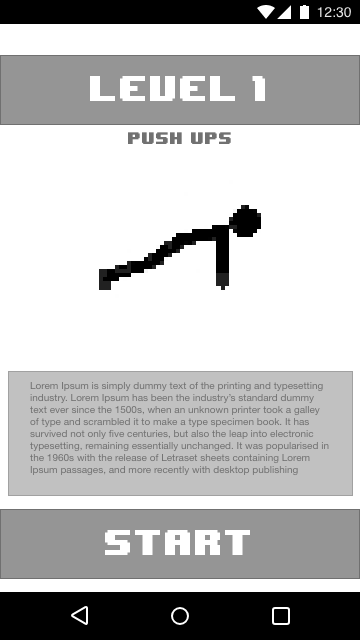 12:30
LEVEL 1
PUSH UPS
Lorem Ipsum is simply dummy text of the printing and typesetting
industry. Lorem Ipsum has been the industry's standard dummy
text ever since the 1500s, when an unknown printer took a galley
of type and scrambled it to make a type specimen book. It has
survived not only five centuries, but also the leap into electronic
typesetting, remaining essentially unchanged. It was popularised in
the 1960s with the release of Letraset sheets containing Lorem
Ipsum passages, and more recently with desktop publishing
START